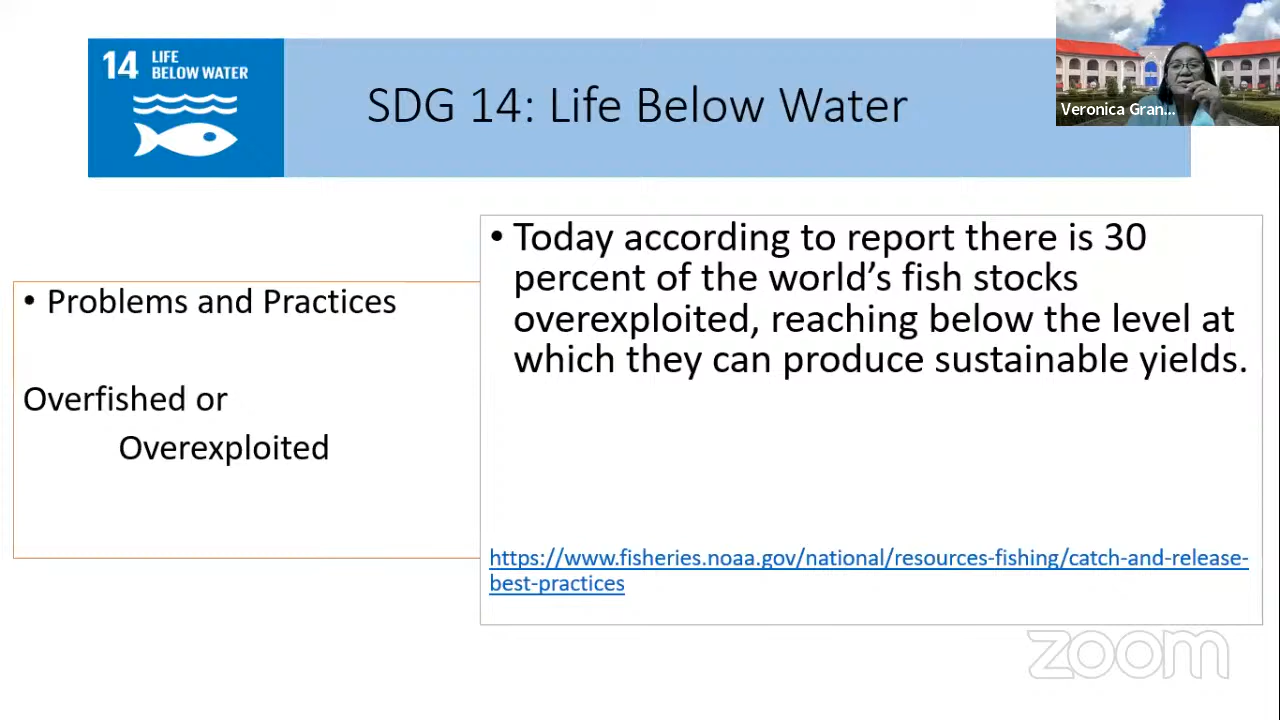 14 LIFE
BELOW WATER
SDG 14: Life Below Water
Veronica Gran...
• Problems and Practices
Overfished or
Overexploited
• Today according to report there is 30
percent of the world's fish stocks
overexploited, reaching below the level at
which they can produce sustainable yields.
https://www.fisheries.noaa.gov/national/resources-fishing/catch-and-release-
best-practices
zoom